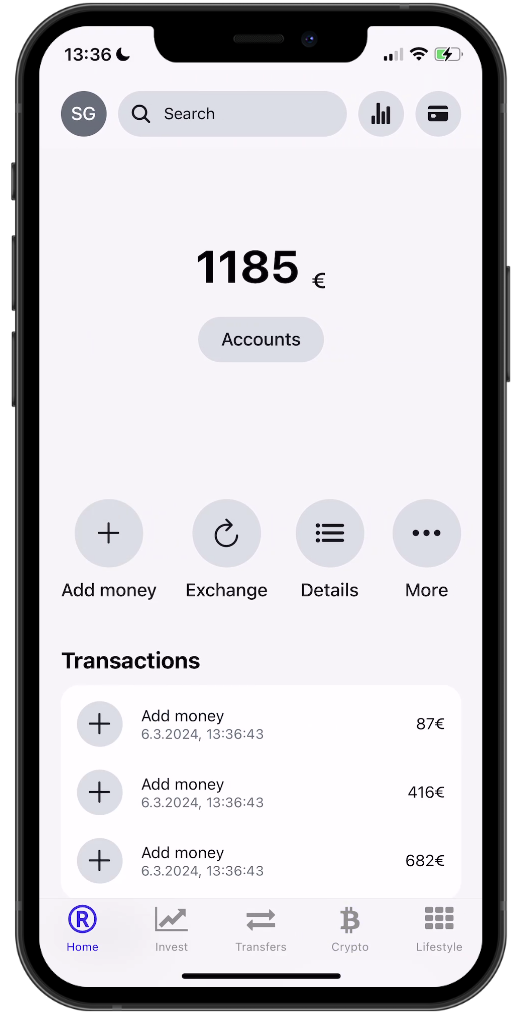 13:36
SG
Search
1185 €
Accounts
Add money
Exchange
Details
More
Transactions
Add money
87€
6.3.2024, 13:36:43
Add money
416€
6.3.2024, 13:36:43
Add money
682€
6.3.2024, 13:36:43
R
Home
Invest
Transfers
Crypto
Lifestyle